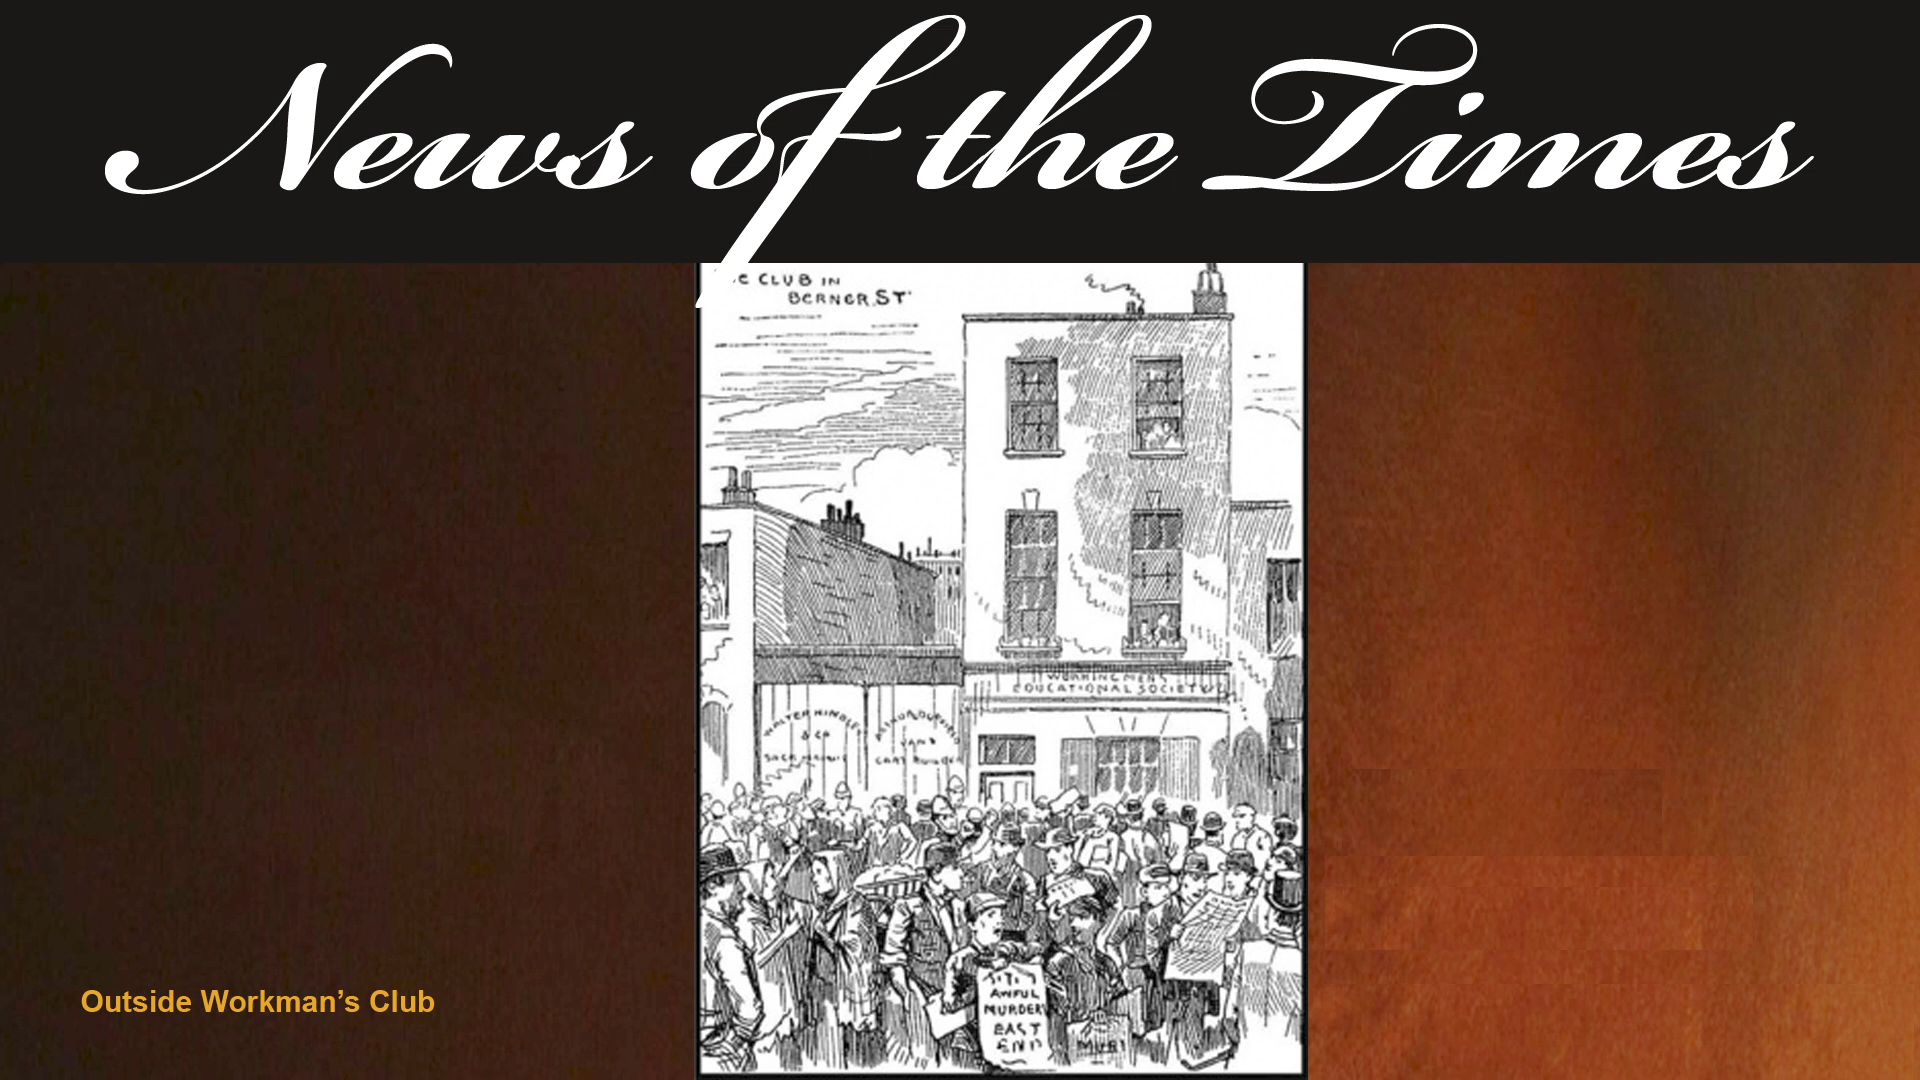 News of the Times
CLUB IN
BERNER ST
WORKING MEN'S
EDUCATIONAL SOCIETY
WALTER HINDLEY
& Co
SACK
ARTHUR DUTFIELD
VAN &
CART BUILDER
AWFUL
MURDER
EAST
END
Outside Workman’s Club